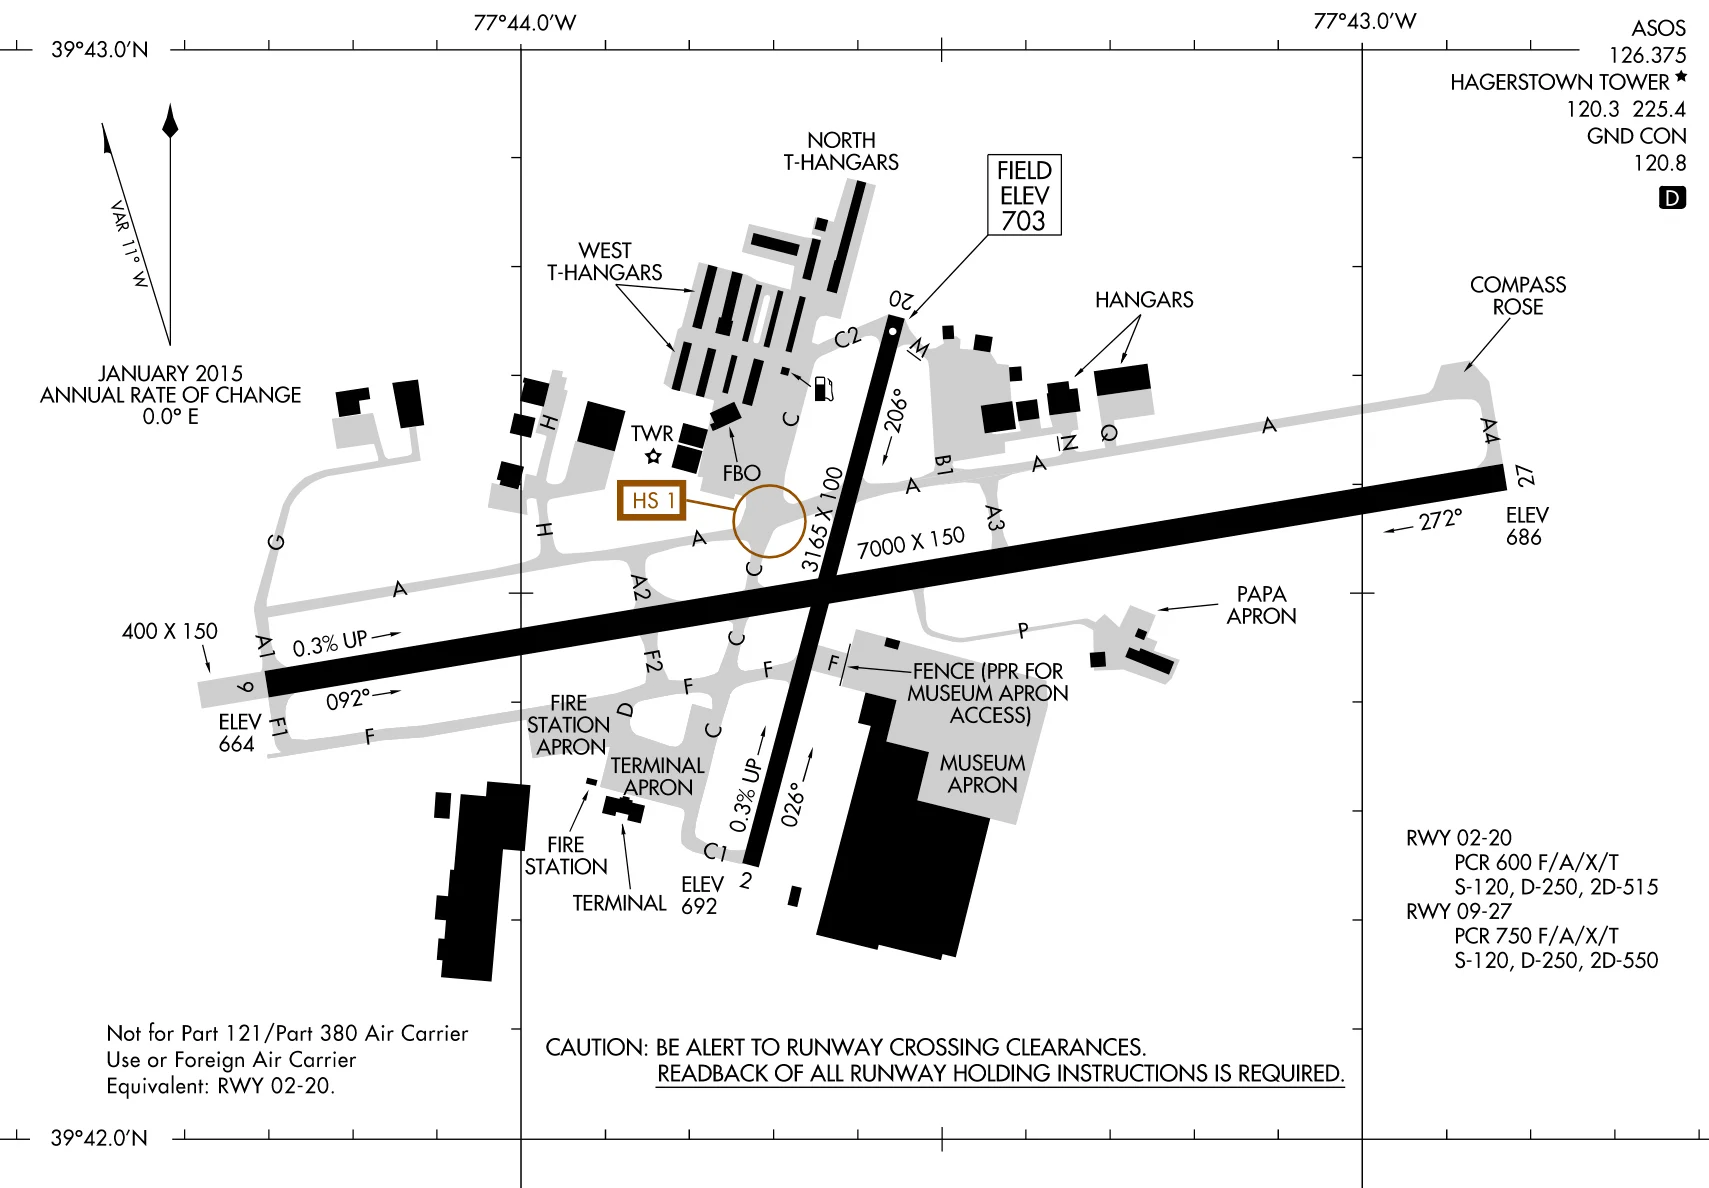 77°44.0'W
77°43.0'W
39°43.0'N
ASOS
126.375
HAGERSTOWN TOWER★
120.3 225.4
GND CON
120.8
D
VAR 11° W
JANUARY 2015
ANNUAL RATE OF CHANGE
0.0° E
NORTH
T-HANGARS
FIELD
ELEV
703
WEST
T-HANGARS
HANGARS
COMPASS
ROSE
20
C2
M
206°
C
H
TWR
FBO
HS 1
B1
N
Q
A
A
A
A4
27
ELEV
686
272°
3165 X 100
7000 X 150
A3
G
H
A
C
A
A2
A1
400 X 150
0.3% UP
9
092°
ELEV
664
F1
F
F2
C
F
F
F
P
PAPA
APRON
FENCE (PPR FOR
MUSEUM APRON
ACCESS)
FIRE
STATION
APRON
D
C
TERMINAL
APRON
MUSEUM
APRON
0.3% UP
026°
FIRE
STATION
TERMINAL
C1
ELEV
692
2
RWY 02-20
PCR 600 F/A/X/T
S-120, D-250, 2D-515
RWY 09-27
PCR 750 F/A/X/T
S-120, D-250, 2D-550
Not for Part 121/Part 380 Air Carrier
Use or Foreign Air Carrier
Equivalent: RWY 02-20.
CAUTION: BE ALERT TO RUNWAY CROSSING CLEARANCES.
READBACK OF ALL RUNWAY HOLDING INSTRUCTIONS IS REQUIRED.
39°42.0'N